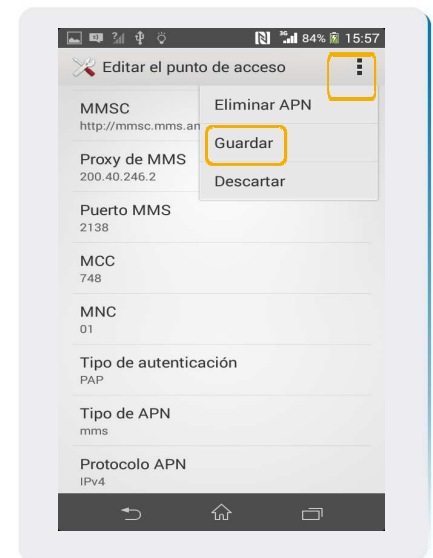 84% 15:57
Editar el punto de acceso
Eliminar APN
Guardar
Descartar
MMSC
http://mmsc.mms.an
Proxy de MMS
200.40.246.2
Puerto MMS
2138
MCC
748
MNC
01
Tipo de autenticación
PAP
Tipo de APN
mms
Protocolo APN
IPv4